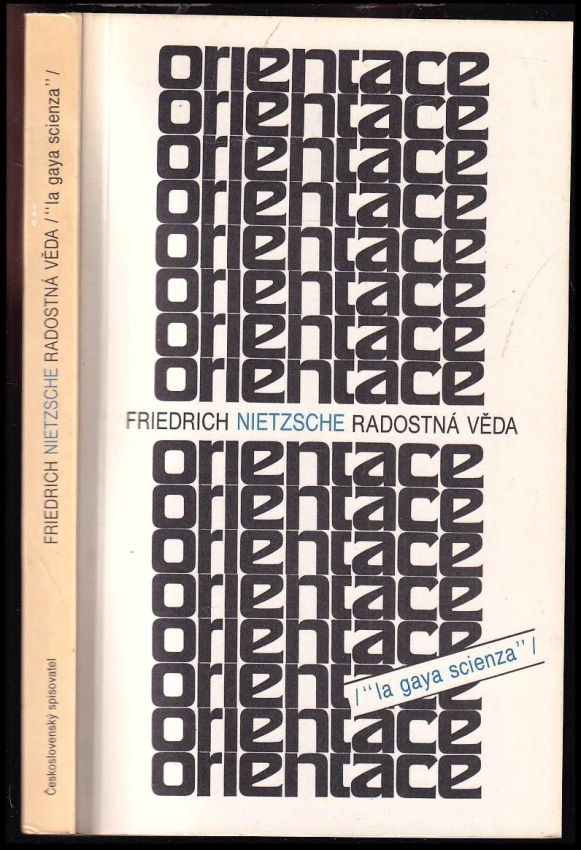 Československý spisovatel
FRIEDRICH NIETZSCHE RADOSTNÁ VĚDA /"la gaya scienza"/
orientace
orientace
orientace
orientace
orientace
orientace
orientace
orientace
FRIEDRICH NIETZSCHE RADOSTNÁ VĚDA
orientace
orientace
orientace
orientace
orientace
orientace
/"la gaya scienza"/
orientace
orientace